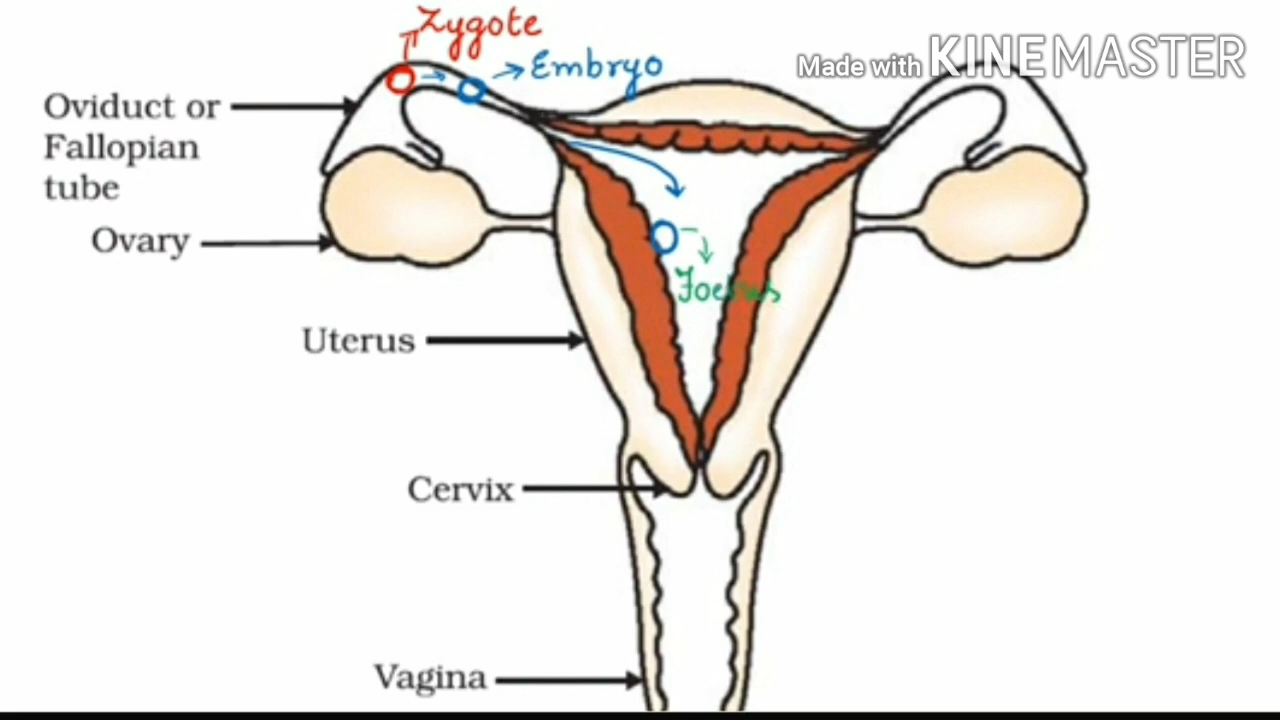 Zygote
Embryo
Made with KINEMASTER
Oviduct or
Fallopian
tube
Ovary
Foetus
Uterus
Cervix
Vagina